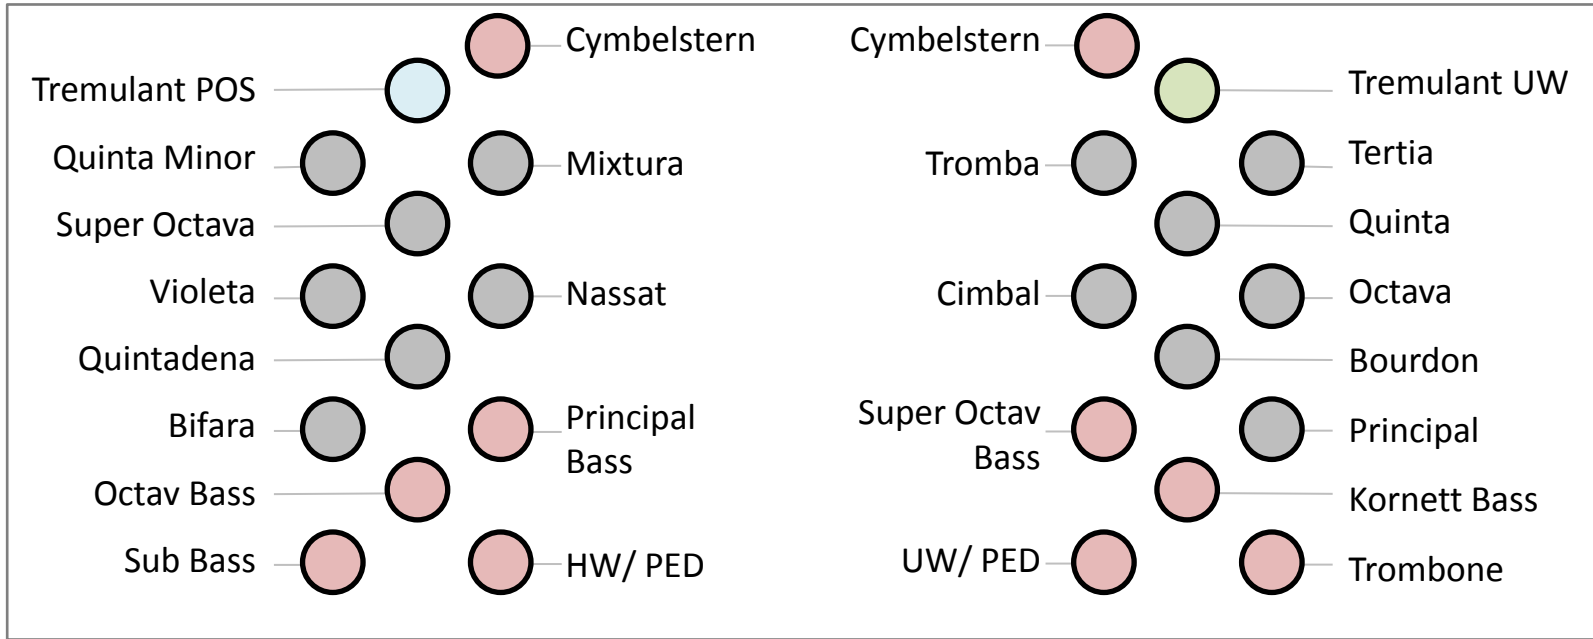 Cymbelstern
Cymbelstern
Tremulant POS
Tremulant UW
Quinta Minor
Mixtura
Tromba
Tertia
Super Octava
Quinta
Violeta
Nassat
Cimbal
Octava
Quintadena
Bourdon
Bifara
Principal
Bass
Super Octav
Bass
Principal
Octav Bass
Kornett Bass
Sub Bass
HW/ PED
UW/ PED
Trombone